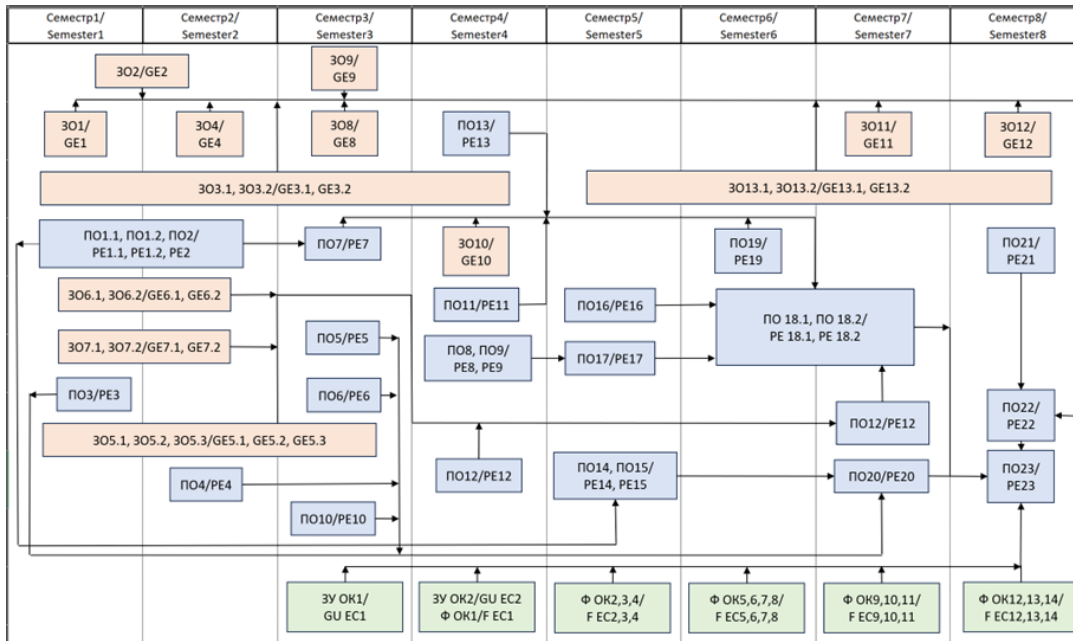 Семестр1/
Semester1
Семестр2/
Semester2
Семестр3/
Semester3
Семестр4/
Semester4
Семестр5/
Semester5
Семестр6/
Semester6
Семестр7/
Semester7
Семестр8/
Semester8
ЗО2/GE2
ЗО9/
GE9
ЗО1/
GE1
ЗО4/
GE4
ЗО8/
GE8
ПО13/
PE13
ЗО11/
GE11
ЗО12/
GE12
ЗО3.1, ЗО3.2/GE3.1, GE3.2
ЗО13.1, ЗО13.2/GE13.1, GE13.2
ПО1.1, ПО1.2, ПО2/
PE1.1, PE1.2, PE2
ПО7/PE7
ЗО10/
GE10
ПО19/
PE19
ПО21/
PE21
ЗО6.1, ЗО6.2/GE6.1, GE6.2
ПО11/PE11
ПО16/PE16
ПО 18.1, ПО 18.2/
PE 18.1, PE 18.2
ЗО7.1, ЗО7.2/GE7.1, GE7.2
ПО5/PE5
ПО8, ПО9/
PE8, PE9
ПО17/PE17
ПО3/PE3
ПО6/PE6
ПО12/PE12
ПО22/
PE22
ЗО5.1, ЗО5.2, ЗО5.3/GE5.1, GE5.2, GE5.3
ПО4/PE4
ПО12/PE12
ПО14, ПО15/
PE14, PE15
ПО20/PE20
ПО23/
PE23
ПО10/PE10
ЗУ ОК1/
GU EC1
ЗУ ОК2/GU EC2
Ф ОК1/F EC1
Ф ОК2,3,4/
F EC2,3,4
Ф ОК5,6,7,8/
F EC5,6,7,8
Ф ОК9,10,11/
F EC9,10,11
Ф ОК12,13,14/
F EC12,13,14